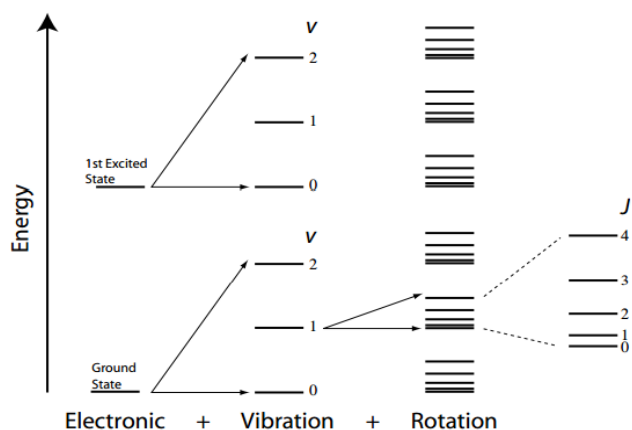 Energy
v
2
1
0
1st Excited
State
v
2
1
0
Ground
State
J
4
3
2
1
0
Electronic + Vibration + Rotation